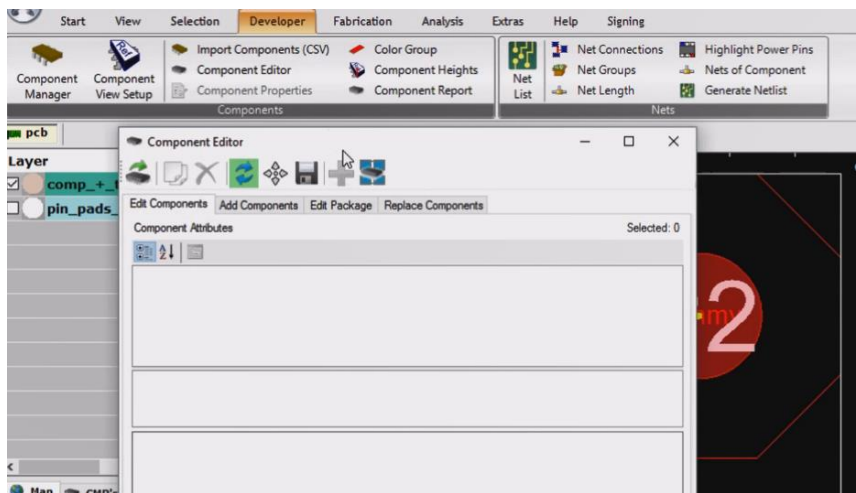 Start View Selection Developer Fabrication Analysis Extras Help Signing
Import Components (CSV) Color Group Net Connections Highlight Power Pins
Component Manager Component View Setup Component Editor Component Heights Net List Net Groups Nets of Component
Component Properties Component Report Net Length Generate Netlist
Components Nets
pcb
Component Editor
Layer
comp_+_t
pin_pads_
Edit Components Add Components Edit Package Replace Components
Component Attributes Selected: 0
2
Map CMP'